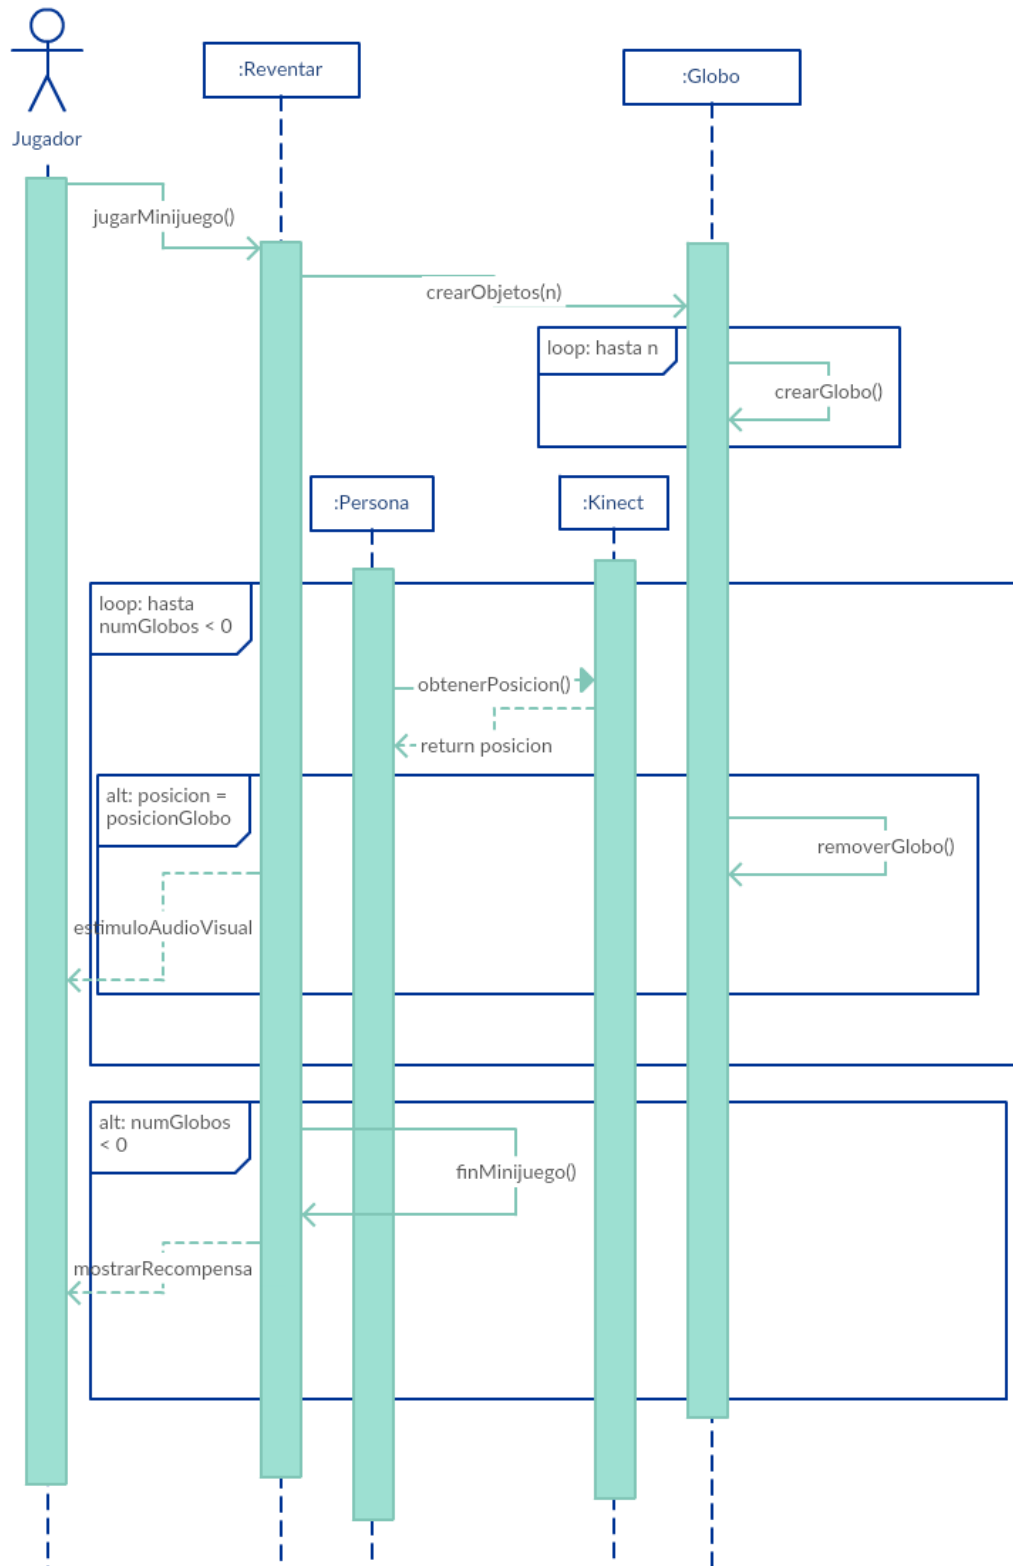 Jugador
:Reventar
:Globo
jugarMinijuego()
crearObjetos(n)
loop: hasta n
crearGlobo()
:Persona
:Kinect
loop: hasta
numGlobos < 0
obtenerPosicion()
return posicion
alt: posicion =
posicionGlobo
removerGlobo()
estimuloAudioVisual
alt: numGlobos
< 0
finMinijuego()
mostrarRecompensa